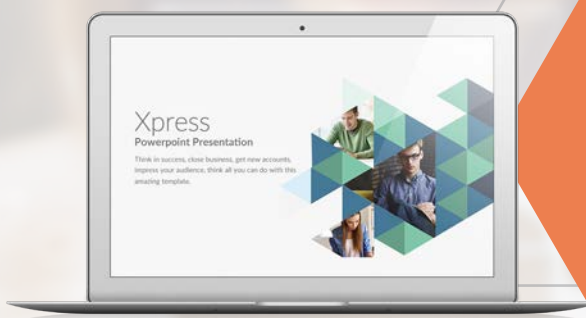 Xpress
Powerpoint Presentation
Think in success, close business, get new accounts,
impress your audience, think all you can do with this
amazing template.